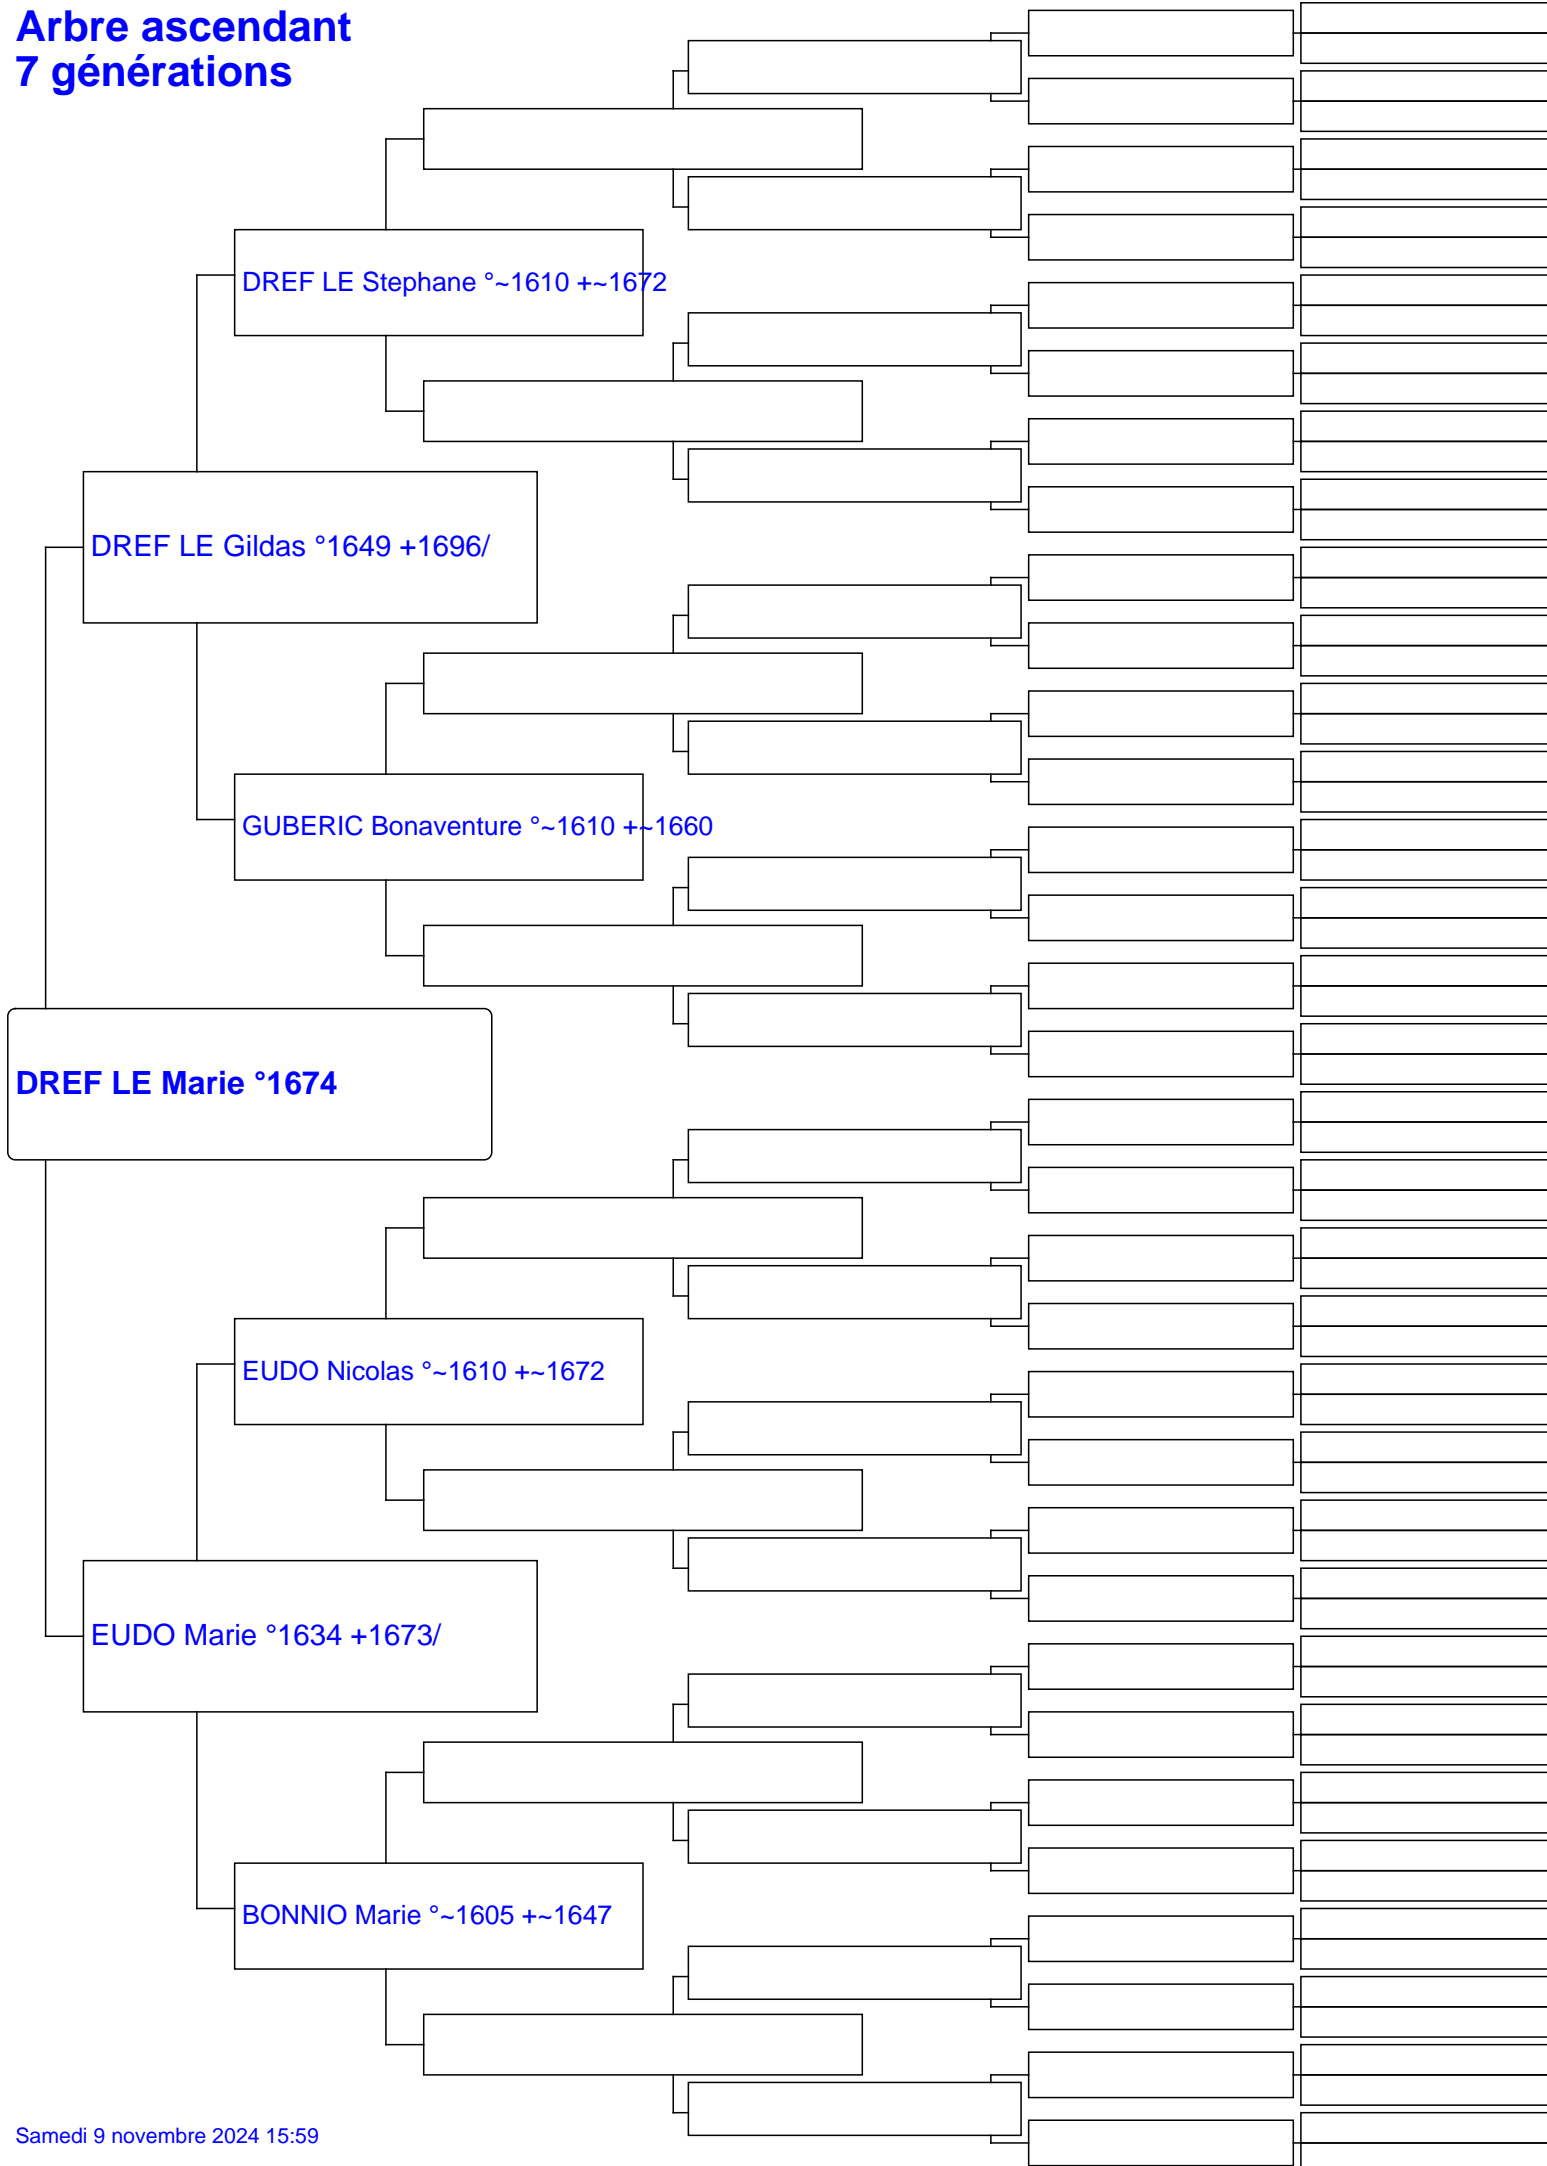 Arbre ascendant
7 générations
DREF LE Stephane °~1610 +~1672
DREF LE Gildas °1649 +1696/
GUBERIC Bonaventure °~1610 +~1660
DREF LE Marie °1674
EUDO Nicolas °~1610 +~1672
EUDO Marie °1634 +1673/
BONNIO Marie °~1605 +~1647
Samedi 9 novembre 2024 15:59